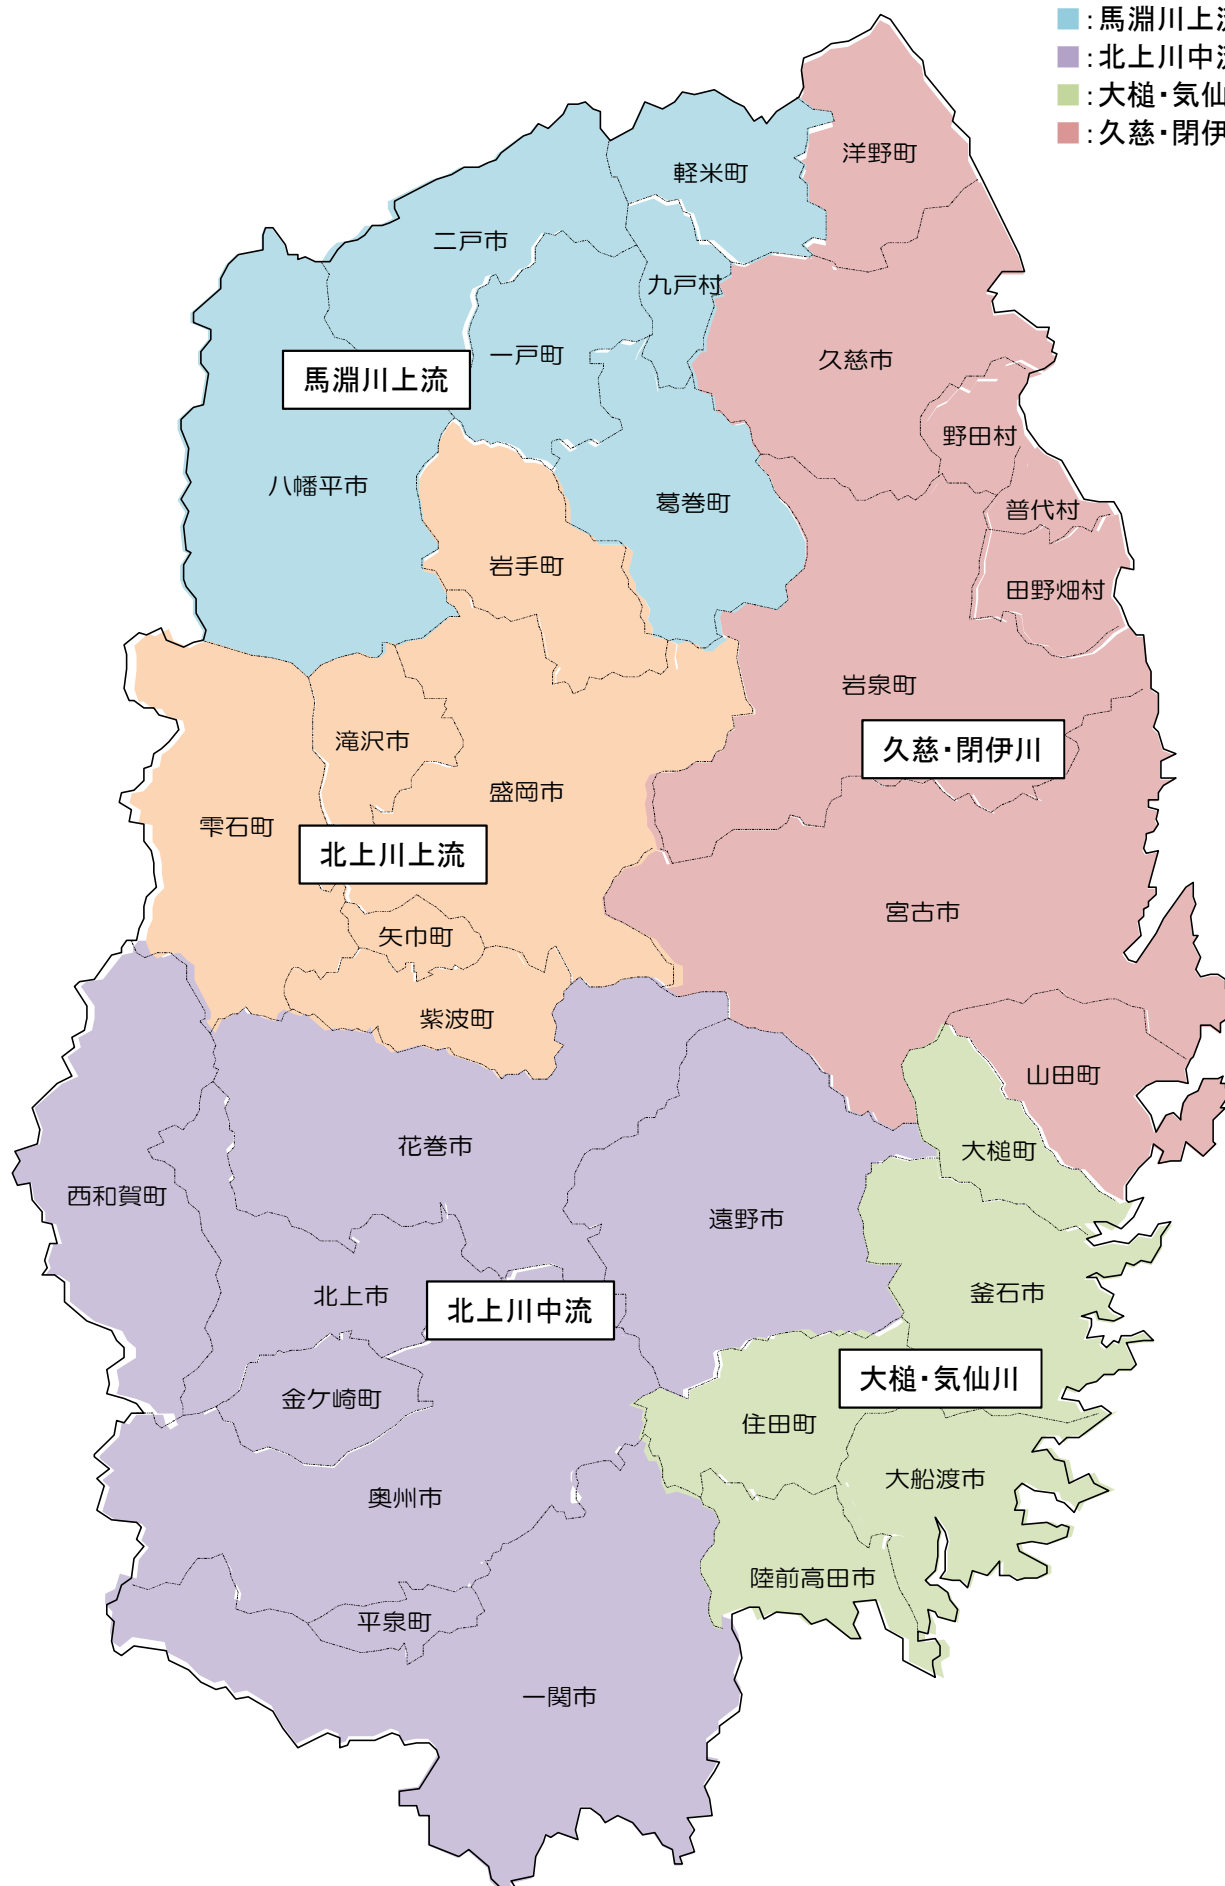 ：馬淵川上流
：北上川中流
：大槌・気仙
：久慈・閉伊
洋野町
軽米町
二戸市
九戸村
一戸町
久慈市
馬淵川上流
野田村
八幡平市
葛巻町
普代村
岩手町
田野畑村
岩泉町
滝沢市
久慈・閉伊川
盛岡市
雫石町
北上川上流
宮古市
矢巾町
紫波町
山田町
花巻市
大槌町
西和賀町
遠野市
北上市
釜石市
北上川中流
大槌・気仙川
金ケ崎町
住田町
大船渡市
奥州市
陸前高田市
平泉町
一関市